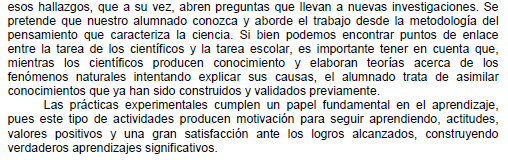 esos hallazgos, que a su vez, abren preguntas que llevan a nuevas investigaciones. Se
pretende que nuestro alumnado conozca y aborde el trabajo desde la metodología del
pensamiento que caracteriza la ciencia. Si bien podemos encontrar puntos de enlace
entre la tarea de los científicos y la tarea escolar, es importante tener en cuenta que,
mientras los científicos producen conocimiento y elaboran teorías acerca de los
fenómenos naturales intentando explicar sus causas, el alumnado trata de asimilar
conocimientos que ya han sido construidos y validados previamente.
Las prácticas experimentales cumplen un papel fundamental en el aprendizaje,
pues este tipo de actividades producen motivación para seguir aprendiendo, actitudes,
valores positivos y una gran satisfacción ante los logros alcanzados, construyendo
verdaderos aprendizajes significativos.